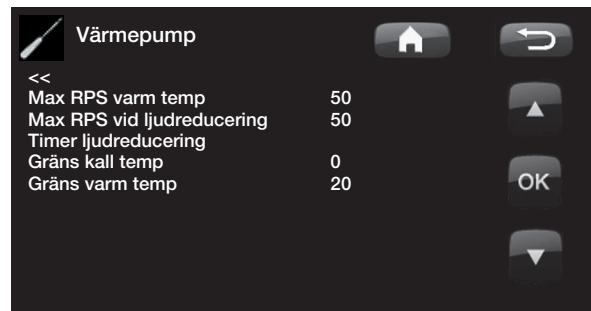 Värmepump
<<
Max RPS varm temp 50
Max RPS vid ljudreducering 50
Timer ljudreducering
Gräns kall temp 0
Gräns varm temp 20
OK